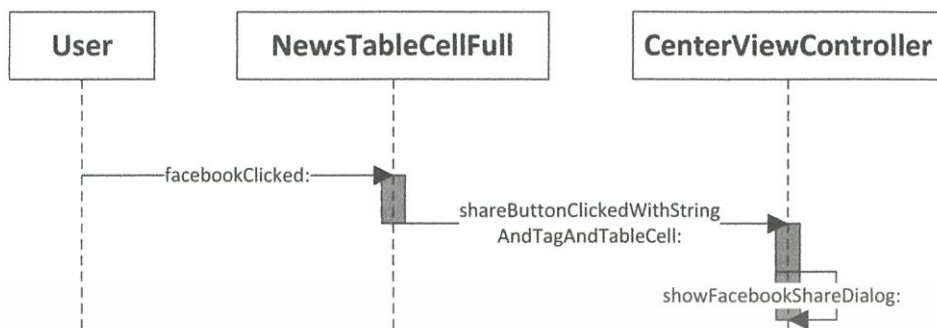 User
NewsTableCellFull
CenterViewController
facebookClicked:
shareButtonClickedWithString
AndTagAndTableCell:
showFacebookShareDialog: